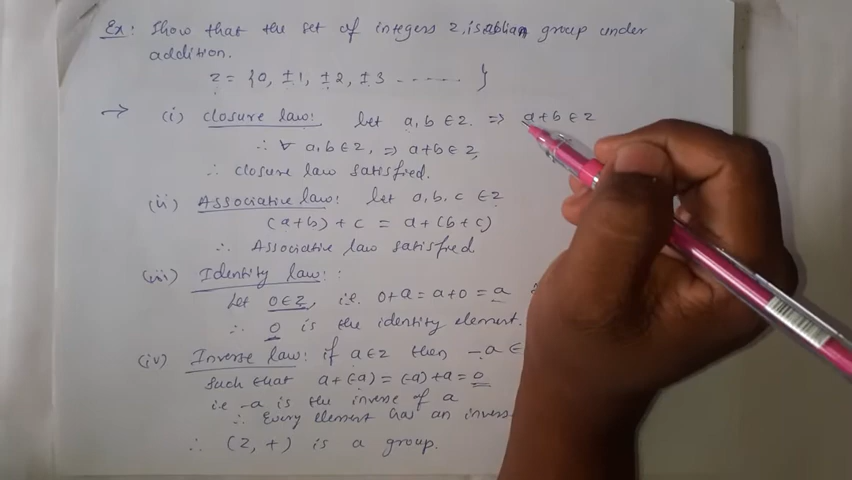 Ex: Show that the set of integers z, is abelian group under
addition.
z = {0, ±1, ±2, ±3 ------ }
→ (i) closure law: let a, b ∈ z. ⇒ a+b ∈ z
∴ ∀ a, b ∈ z, ⇒ a+b ∈ z,
∴ closure law satisfied.
(ii) Associative law: let a, b, c ∈ z
(a+b) + c = a + (b+c)
∴ Associative law satisfied
(iii) Identity law: :
Let 0 ∈ z, i.e. 0+a = a+0 = a
∴ 0 is the identity element.
(iv) Inverse law: if a ∈ z then -a ∈
such that a + (-a) = (-a) + a = 0
i.e -a is the inverse of a
∴ Every element has an invers
∴ (z, +) is a group.